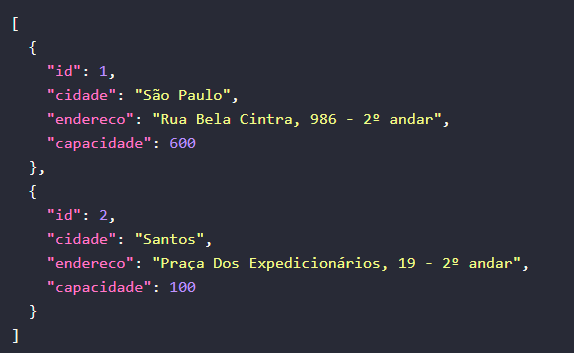 [
  {
    "id": 1,
    "cidade": "São Paulo",
    "endereco": "Rua Bela Cintra, 986 - 2º andar",
    "capacidade": 600
  },
  {
    "id": 2,
    "cidade": "Santos",
    "endereco": "Praça Dos Expedicionários, 19 - 2º andar",
    "capacidade": 100
  }
]